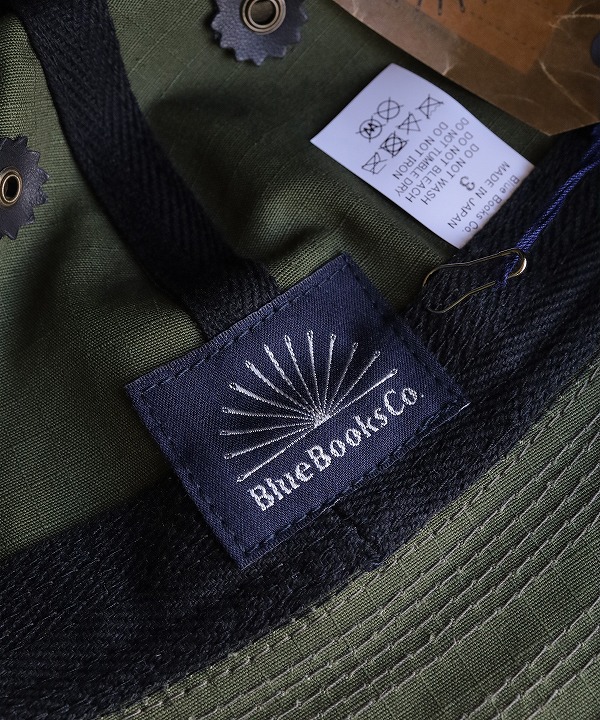 BlueBooksCo.
DO NOT WASH
DO NOT BLEACH
DO NOT TUMBLE DRY
DO NOT IRON
3
MADE IN JAPAN
Blue Books Co.